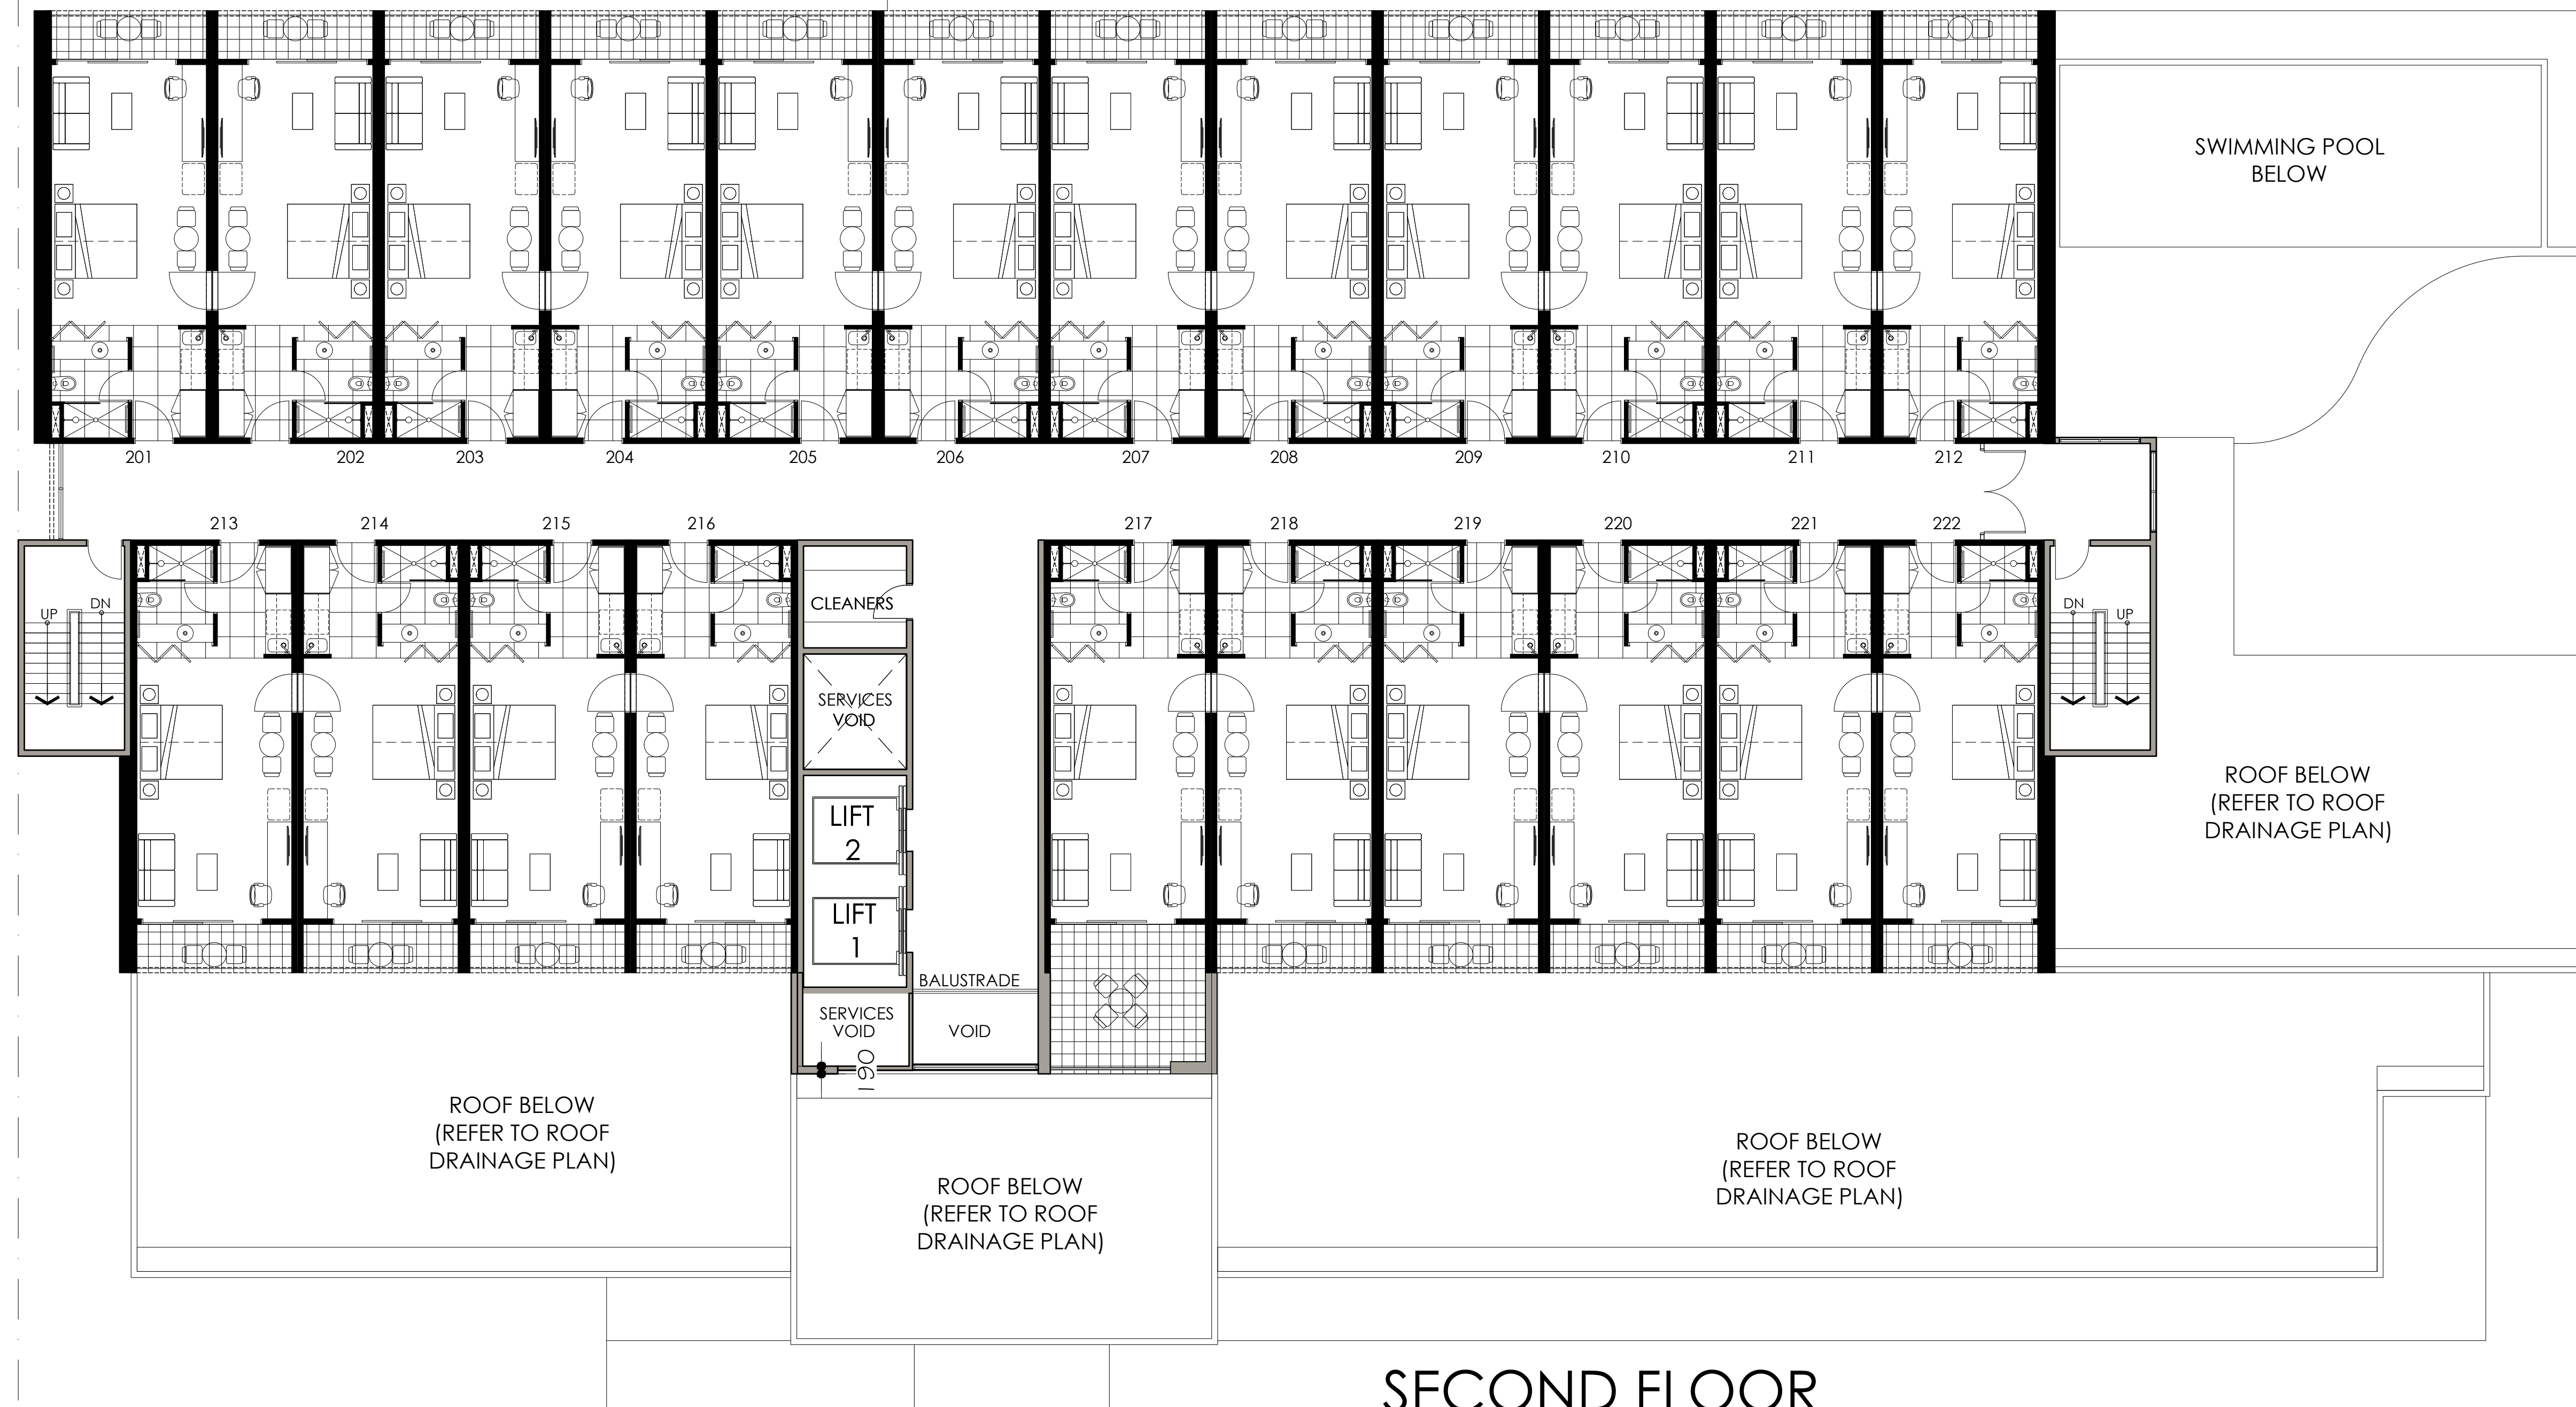 SWIMMING POOL
BELOW
201 202 203 204 205 206 207 208 209 210 211 212
213 214 215 216 217 218 219 220 221 222
UP DN
CLEANERS
DN UP
SERVICES
VOID
LIFT
2
LIFT
1
ROOF BELOW
(REFER TO ROOF
DRAINAGE PLAN)
BALUSTRADE
SERVICES
VOID
VOID
190
ROOF BELOW
(REFER TO ROOF
DRAINAGE PLAN)
ROOF BELOW
(REFER TO ROOF
DRAINAGE PLAN)
ROOF BELOW
(REFER TO ROOF
DRAINAGE PLAN)
SECOND FLOOR